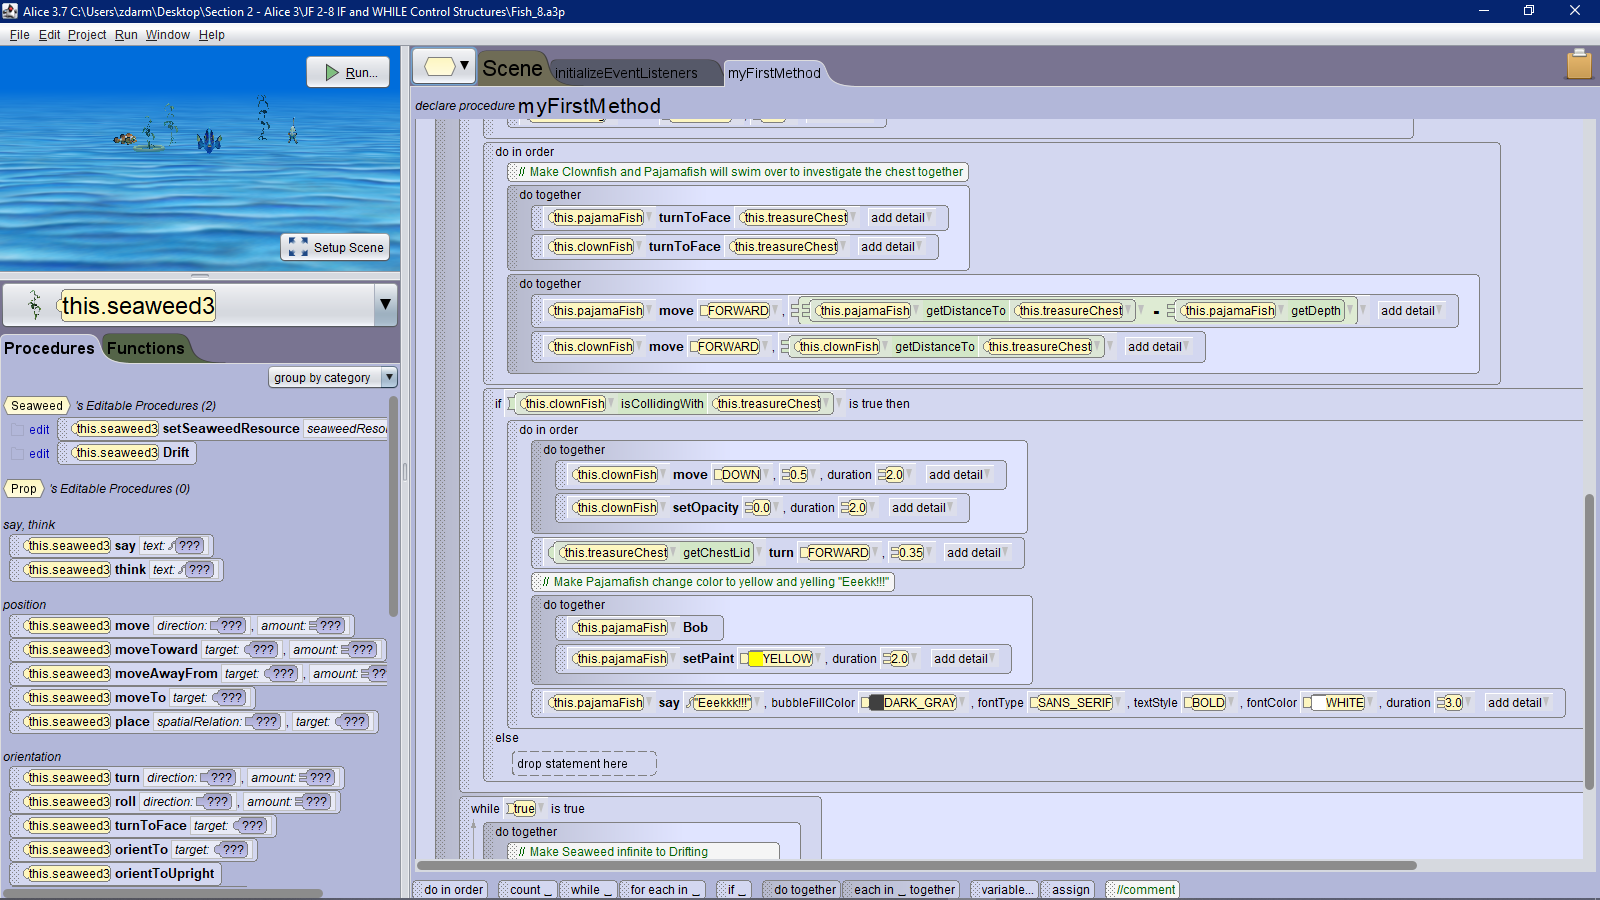 Alice 3.7 C:\Users\zdarm\Desktop\Section 2 - Alice 3\JF 2-8 IF and WHILE Control Structures\Fish_8.a3p
File Edit Project Run Window Help
Run...
Setup Scene
this.seaweed3
Procedures Functions
group by category
Seaweed 's Editable Procedures (2)
edit this.seaweed3 setSeaweedResource seaweedResou
edit this.seaweed3 Drift
Prop 's Editable Procedures (0)
say, think
this.seaweed3 say text: ???
this.seaweed3 think text: ???
position
this.seaweed3 move direction: ??? , amount: ???
this.seaweed3 moveToward target: ??? , amount: ???
this.seaweed3 moveAwayFrom target: ??? , amount: ??
this.seaweed3 moveTo target: ???
this.seaweed3 place spatialRelation: ??? , target: ???
orientation
this.seaweed3 turn direction: ??? , amount: ???
this.seaweed3 roll direction: ??? , amount: ???
this.seaweed3 turnToFace target: ???
this.seaweed3 orientTo target: ???
this.seaweed3 orientToUpright
Scene initializeEventListeners myFirstMethod
declare procedure myFirstMethod
do in order
// Make Clownfish and Pajamafish will swim over to investigate the chest together
do together
this.pajamaFish turnToFace this.treasureChest add detail
this.clownFish turnToFace this.treasureChest add detail
do together
this.pajamaFish move FORWARD , this.pajamaFish getDistanceTo this.treasureChest - this.pajamaFish getDepth add detail
this.clownFish move FORWARD , this.clownFish getDistanceTo this.treasureChest add detail
if this.clownFish isCollidingWith this.treasureChest is true then
do in order
do together
this.clownFish move DOWN , 0.5 , duration 2.0 add detail
this.clownFish setOpacity 0.0 , duration 2.0 add detail
this.treasureChest getChestLid turn FORWARD , 0.35 add detail
// Make Pajamafish change color to yellow and yelling "Eeekk!!!"
do together
this.pajamaFish Bob
this.pajamaFish setPaint YELLOW , duration 2.0 add detail
this.pajamaFish say "Eeekkk!!!" , bubbleFillColor DARK_GRAY , fontType SANS_SERIF , textStyle BOLD , fontColor WHITE , duration 3.0 add detail
else
drop statement here
while true is true
do together
// Make Seaweed infinite to Drifting
do in order count _ while _ for each in _ if _ do together each in _ together variable... assign //comment